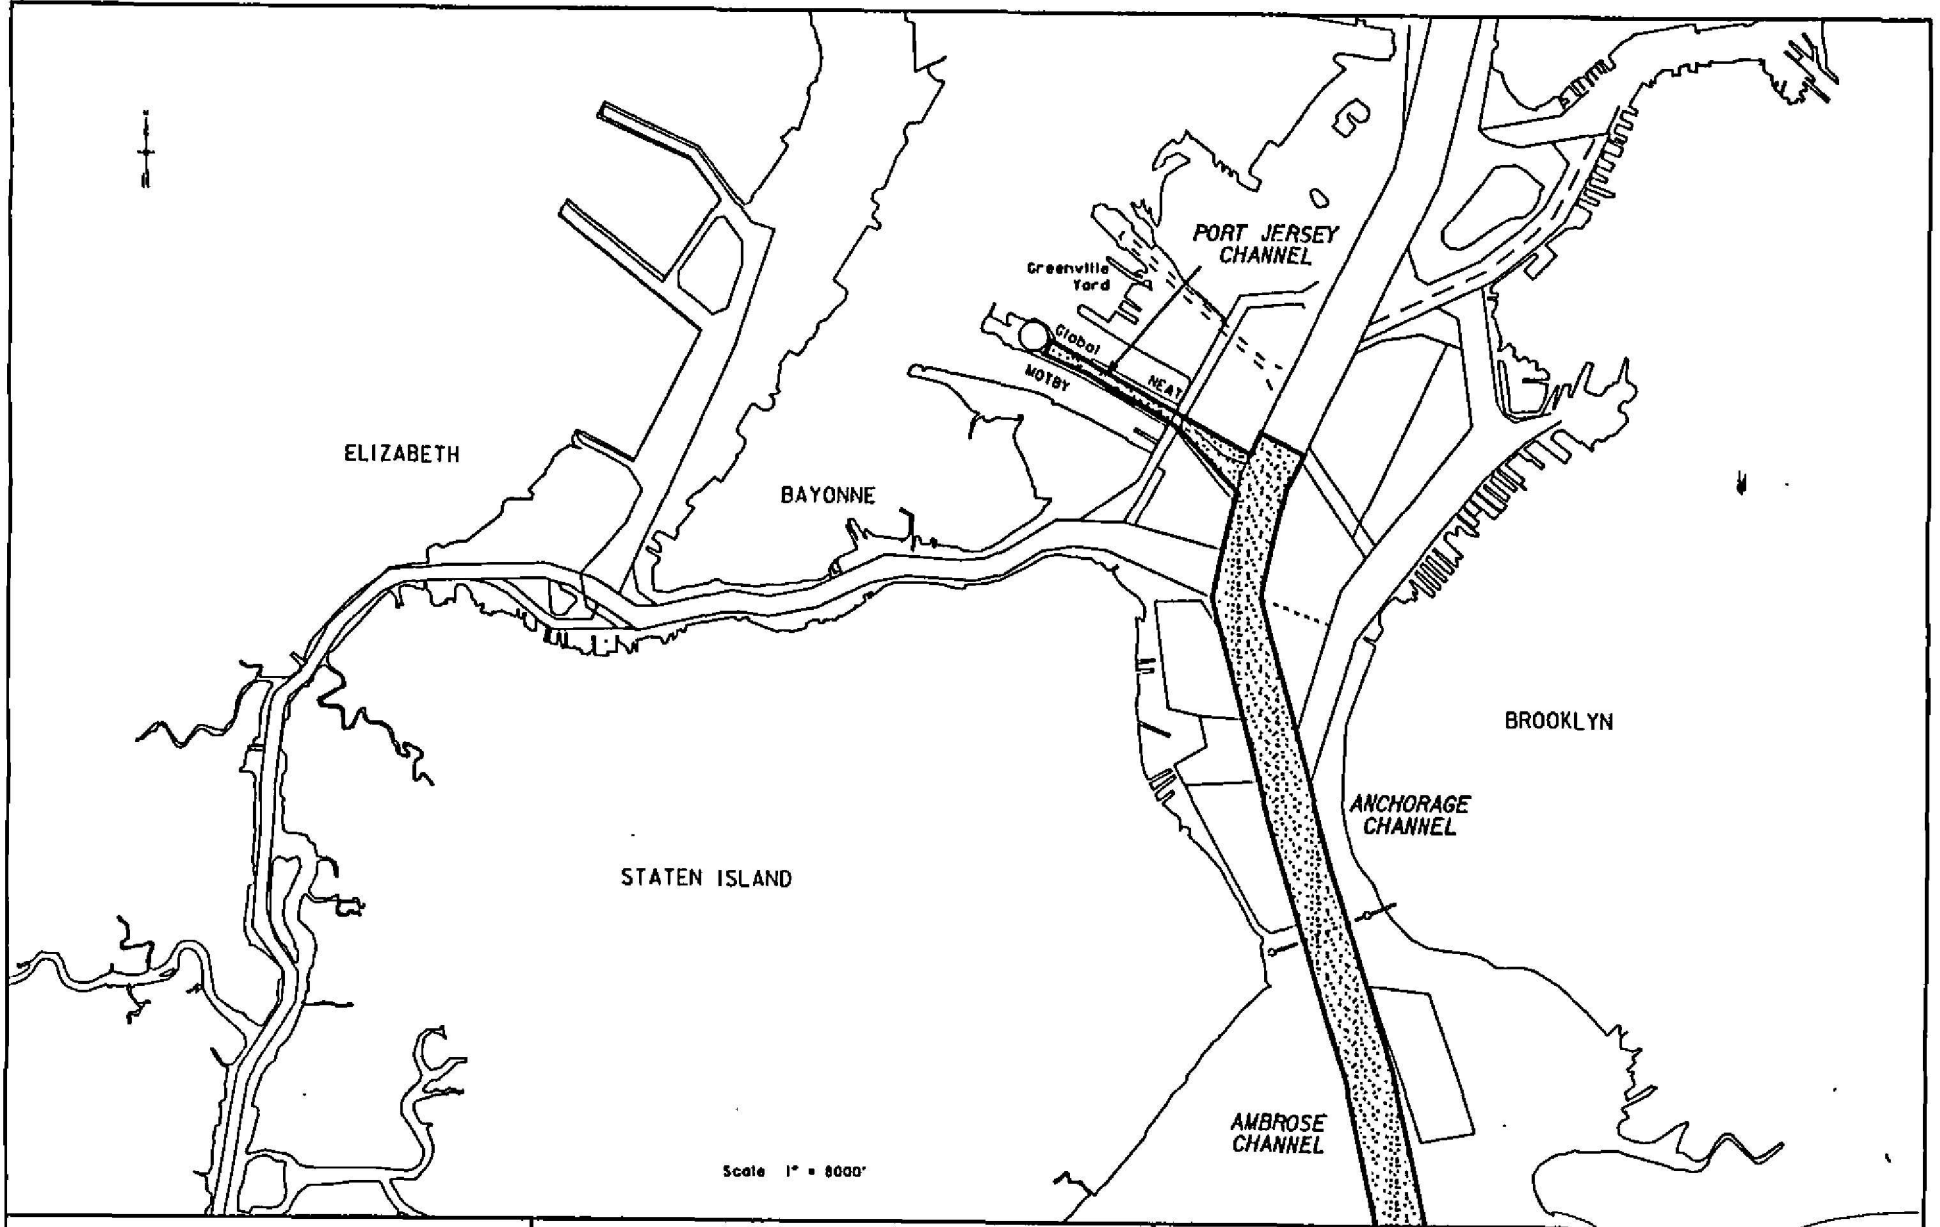 PORT JERSEY
CHANNEL
Greenville
Yard
Global
NEAT
MOTBY
ELIZABETH
BAYONNE
BROOKLYN
ANCHORAGE
CHANNEL
STATEN ISLAND
AMBROSE
CHANNEL
Scale 1" = 8000'